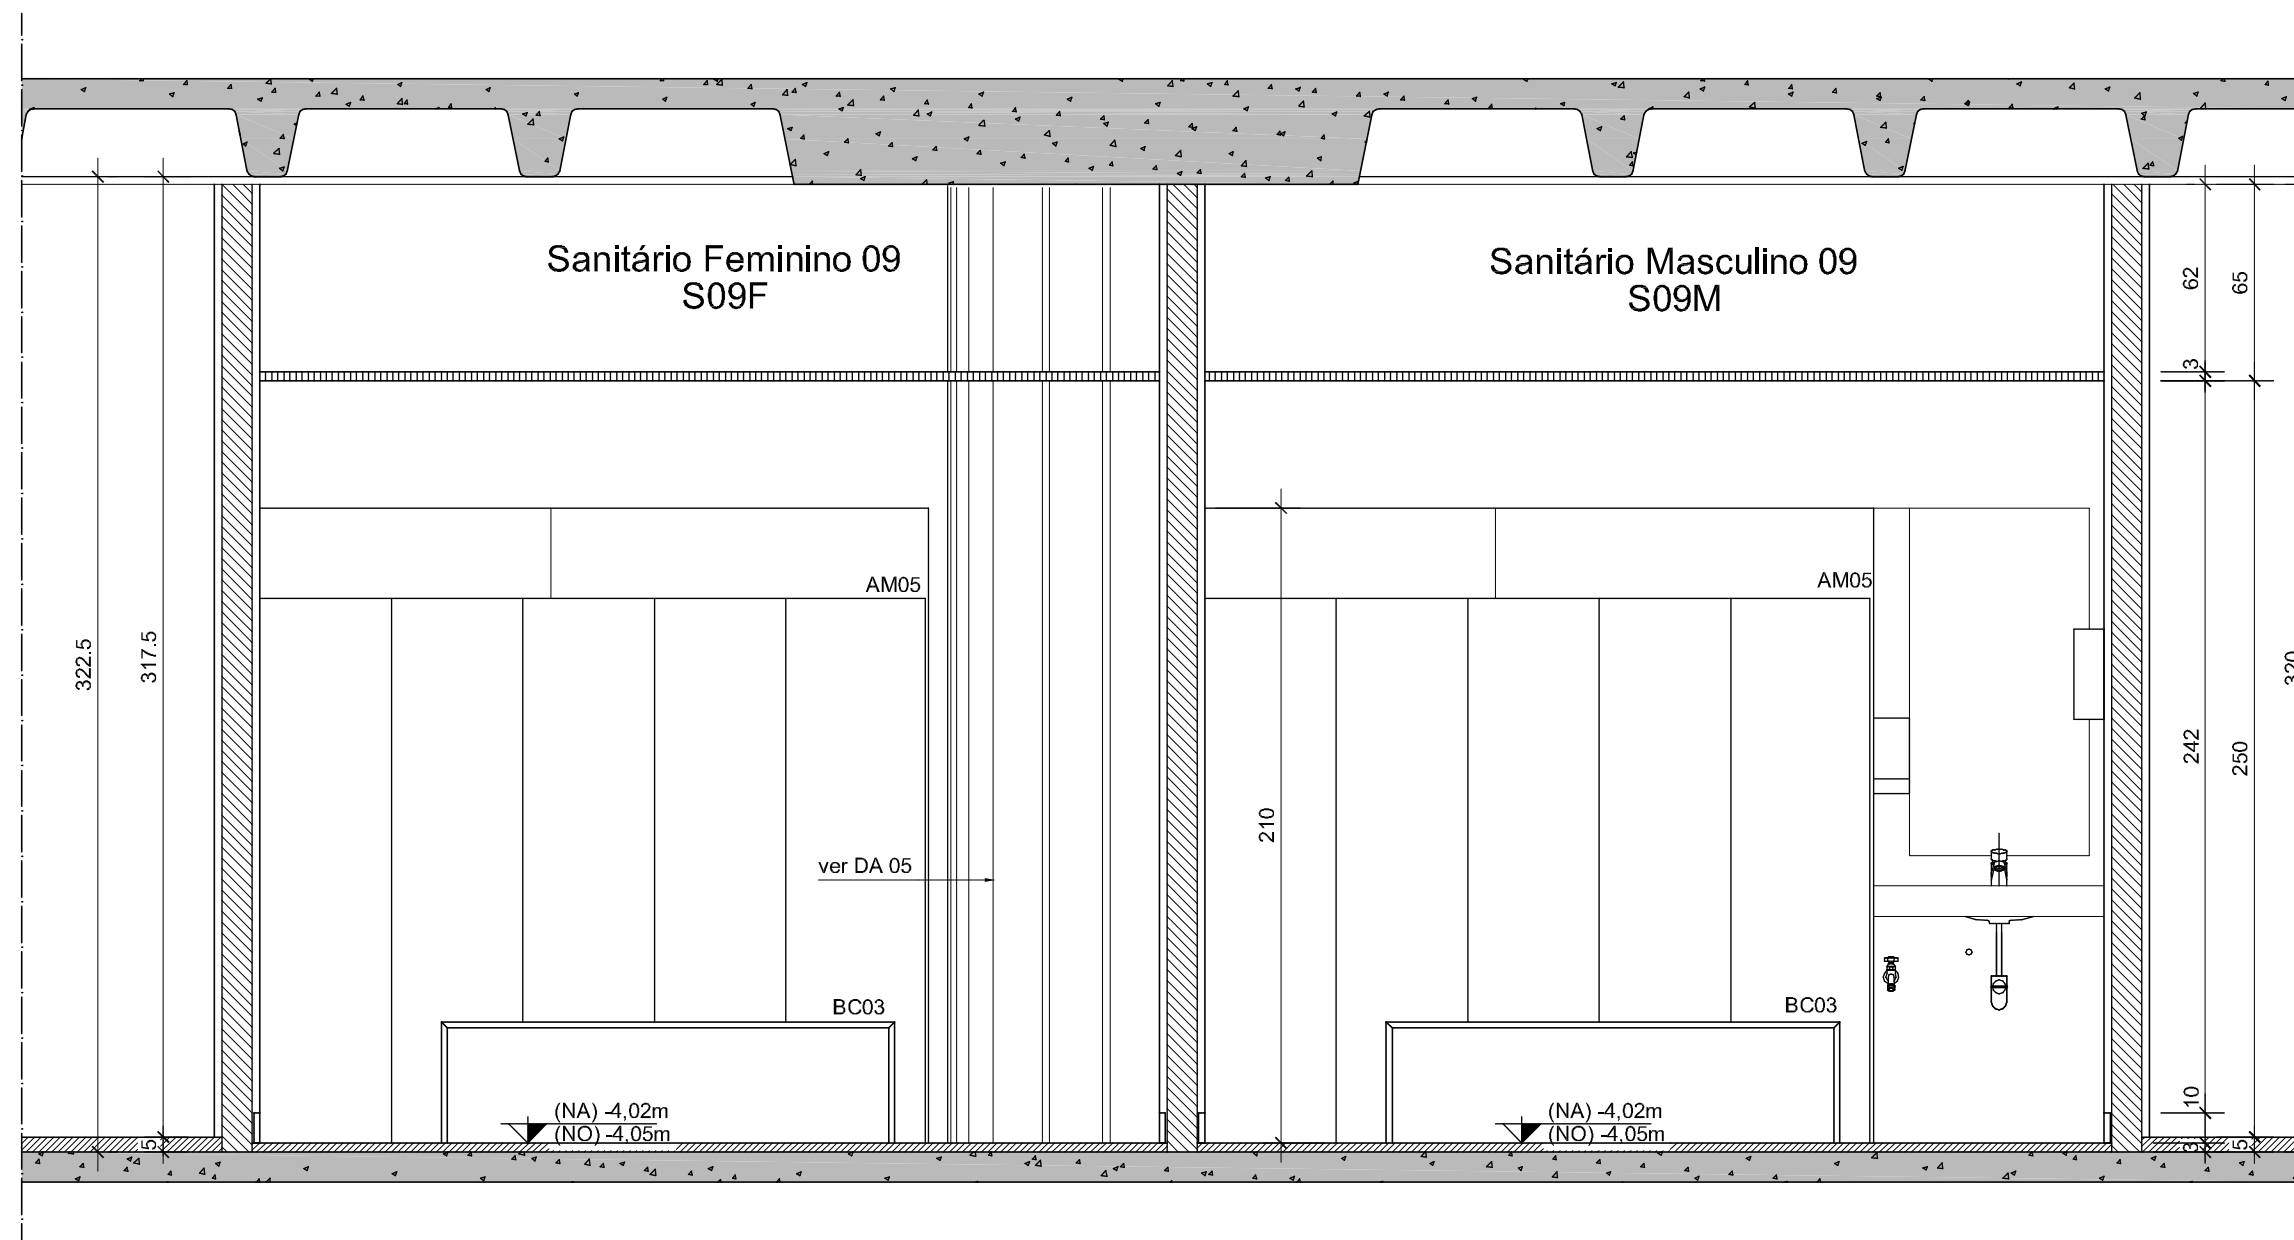 Sanitário Feminino 09
S09F
Sanitário Masculino 09
S09M
62
65
3
AM05
AM05
322.5
317.5
320
242
250
210
ver DA 05
BC03
BC03
10
(NA) -4,02m
(NO) -4,05m
(NA) -4,02m
(NO) -4,05m
5
3
5